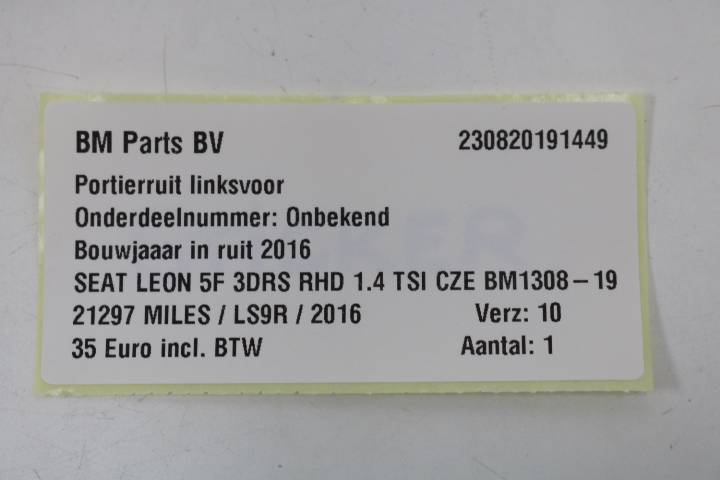 BM Parts BV 230820191449
Portierruit linksvoor
Onderdeelnummer: Onbekend
Bouwjaaar in ruit 2016
SEAT LEON 5F 3DRS RHD 1.4 TSI CZE BM1308-19
21297 MILES / LS9R / 2016 Verz: 10
35 Euro incl. BTW Aantal: 1